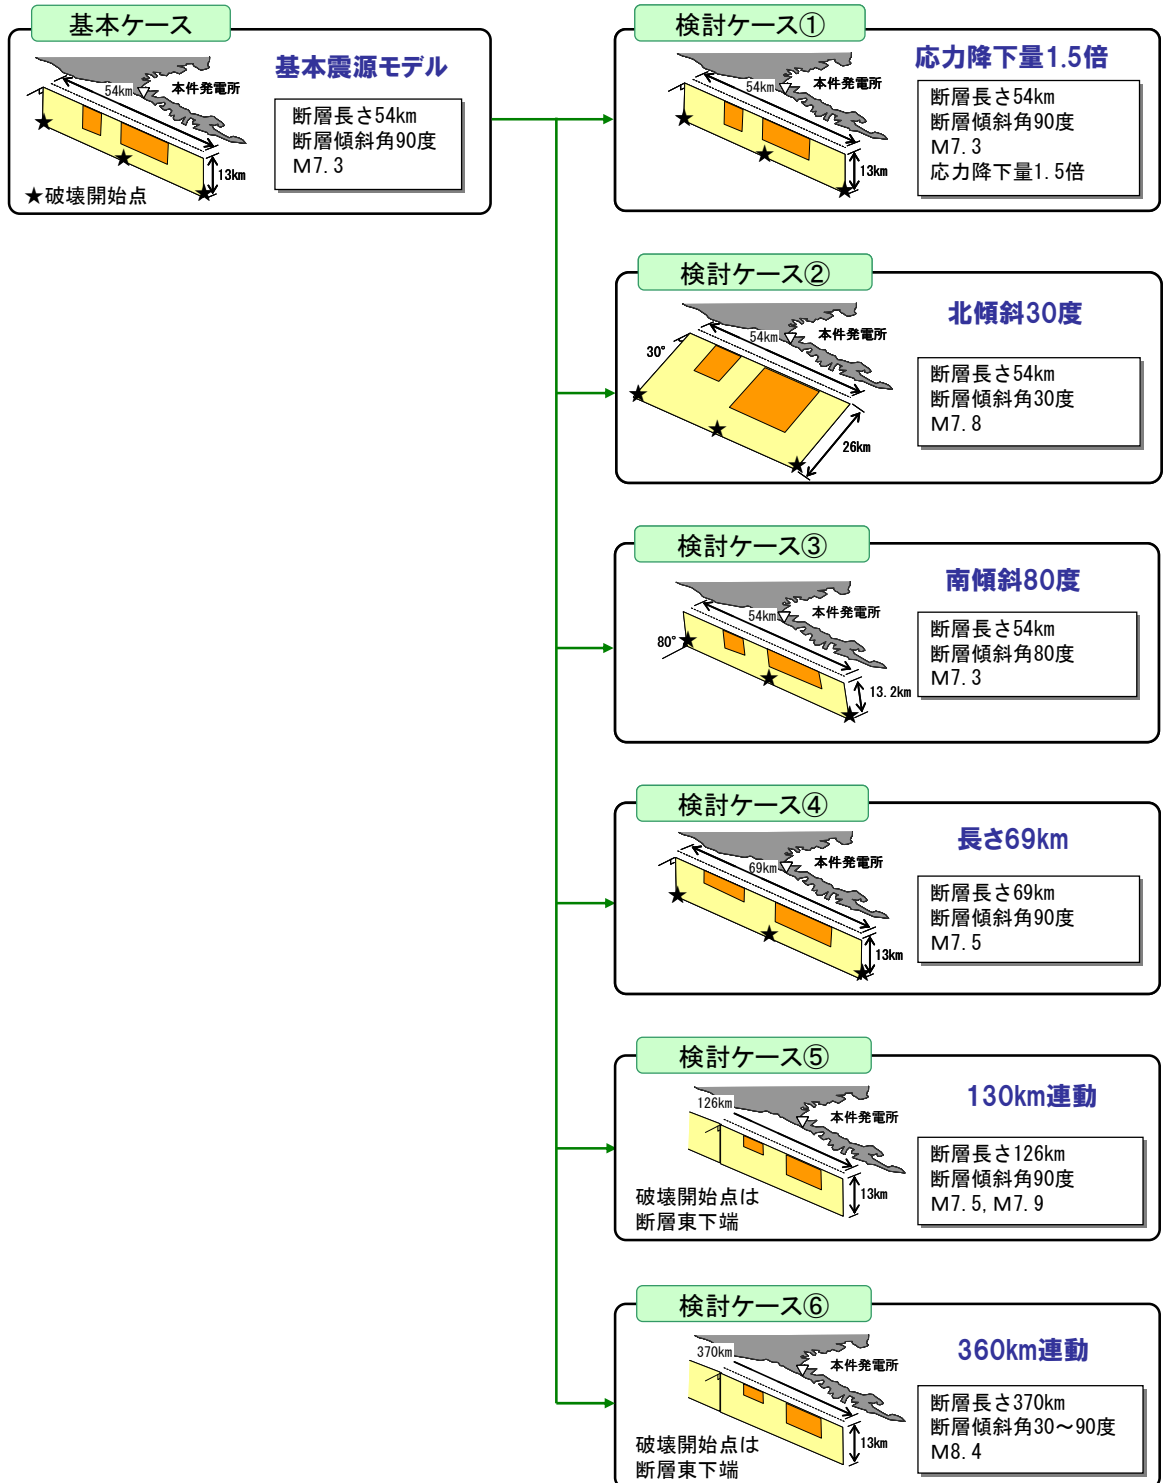 基本ケース
基本震源モデル
54km
本件発電所
断層長さ54km
断層傾斜角90度
M7.3
13km
★破壊開始点
検討ケース①
応力降下量1.5倍
54km
本件発電所
断層長さ54km
断層傾斜角90度
M7.3
応力降下量1.5倍
13km
検討ケース②
北傾斜30度
54km
本件発電所
30°
断層長さ54km
断層傾斜角30度
M7.8
26km
検討ケース③
南傾斜80度
54km
本件発電所
80°
断層長さ54km
断層傾斜角80度
M7.3
13.2km
検討ケース④
長さ69km
69km
本件発電所
断層長さ69km
断層傾斜角90度
M7.5
13km
検討ケース⑤
130km連動
126km
本件発電所
断層長さ126km
断層傾斜角90度
M7.5,M7.9
13km
破壊開始点は
断層東下端
検討ケース⑥
360km連動
370km
本件発電所
断層長さ370km
断層傾斜角30～90度
M8.4
13km
破壊開始点は
断層東下端